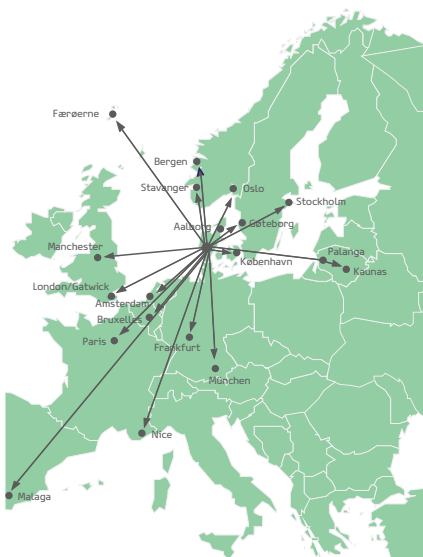 Færøerne
Bergen
Stavanger
Oslo
Stockholm
Aalborg
Gøteborg
Manchester
København
Palanga
Kaunas
London/Gatwick
Amsterdam
Bruxelles
Paris
Frankfurt
München
Nice
Malaga